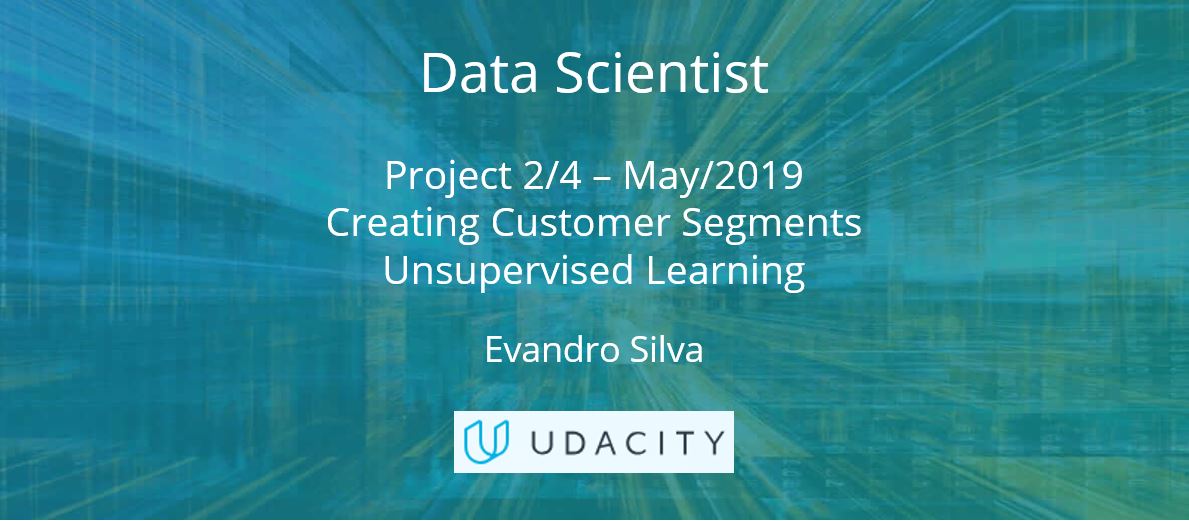 Data Scientist
Project 2/4 – May/2019
Creating Customer Segments
Unsupervised Learning
Evandro Silva
UDACITY